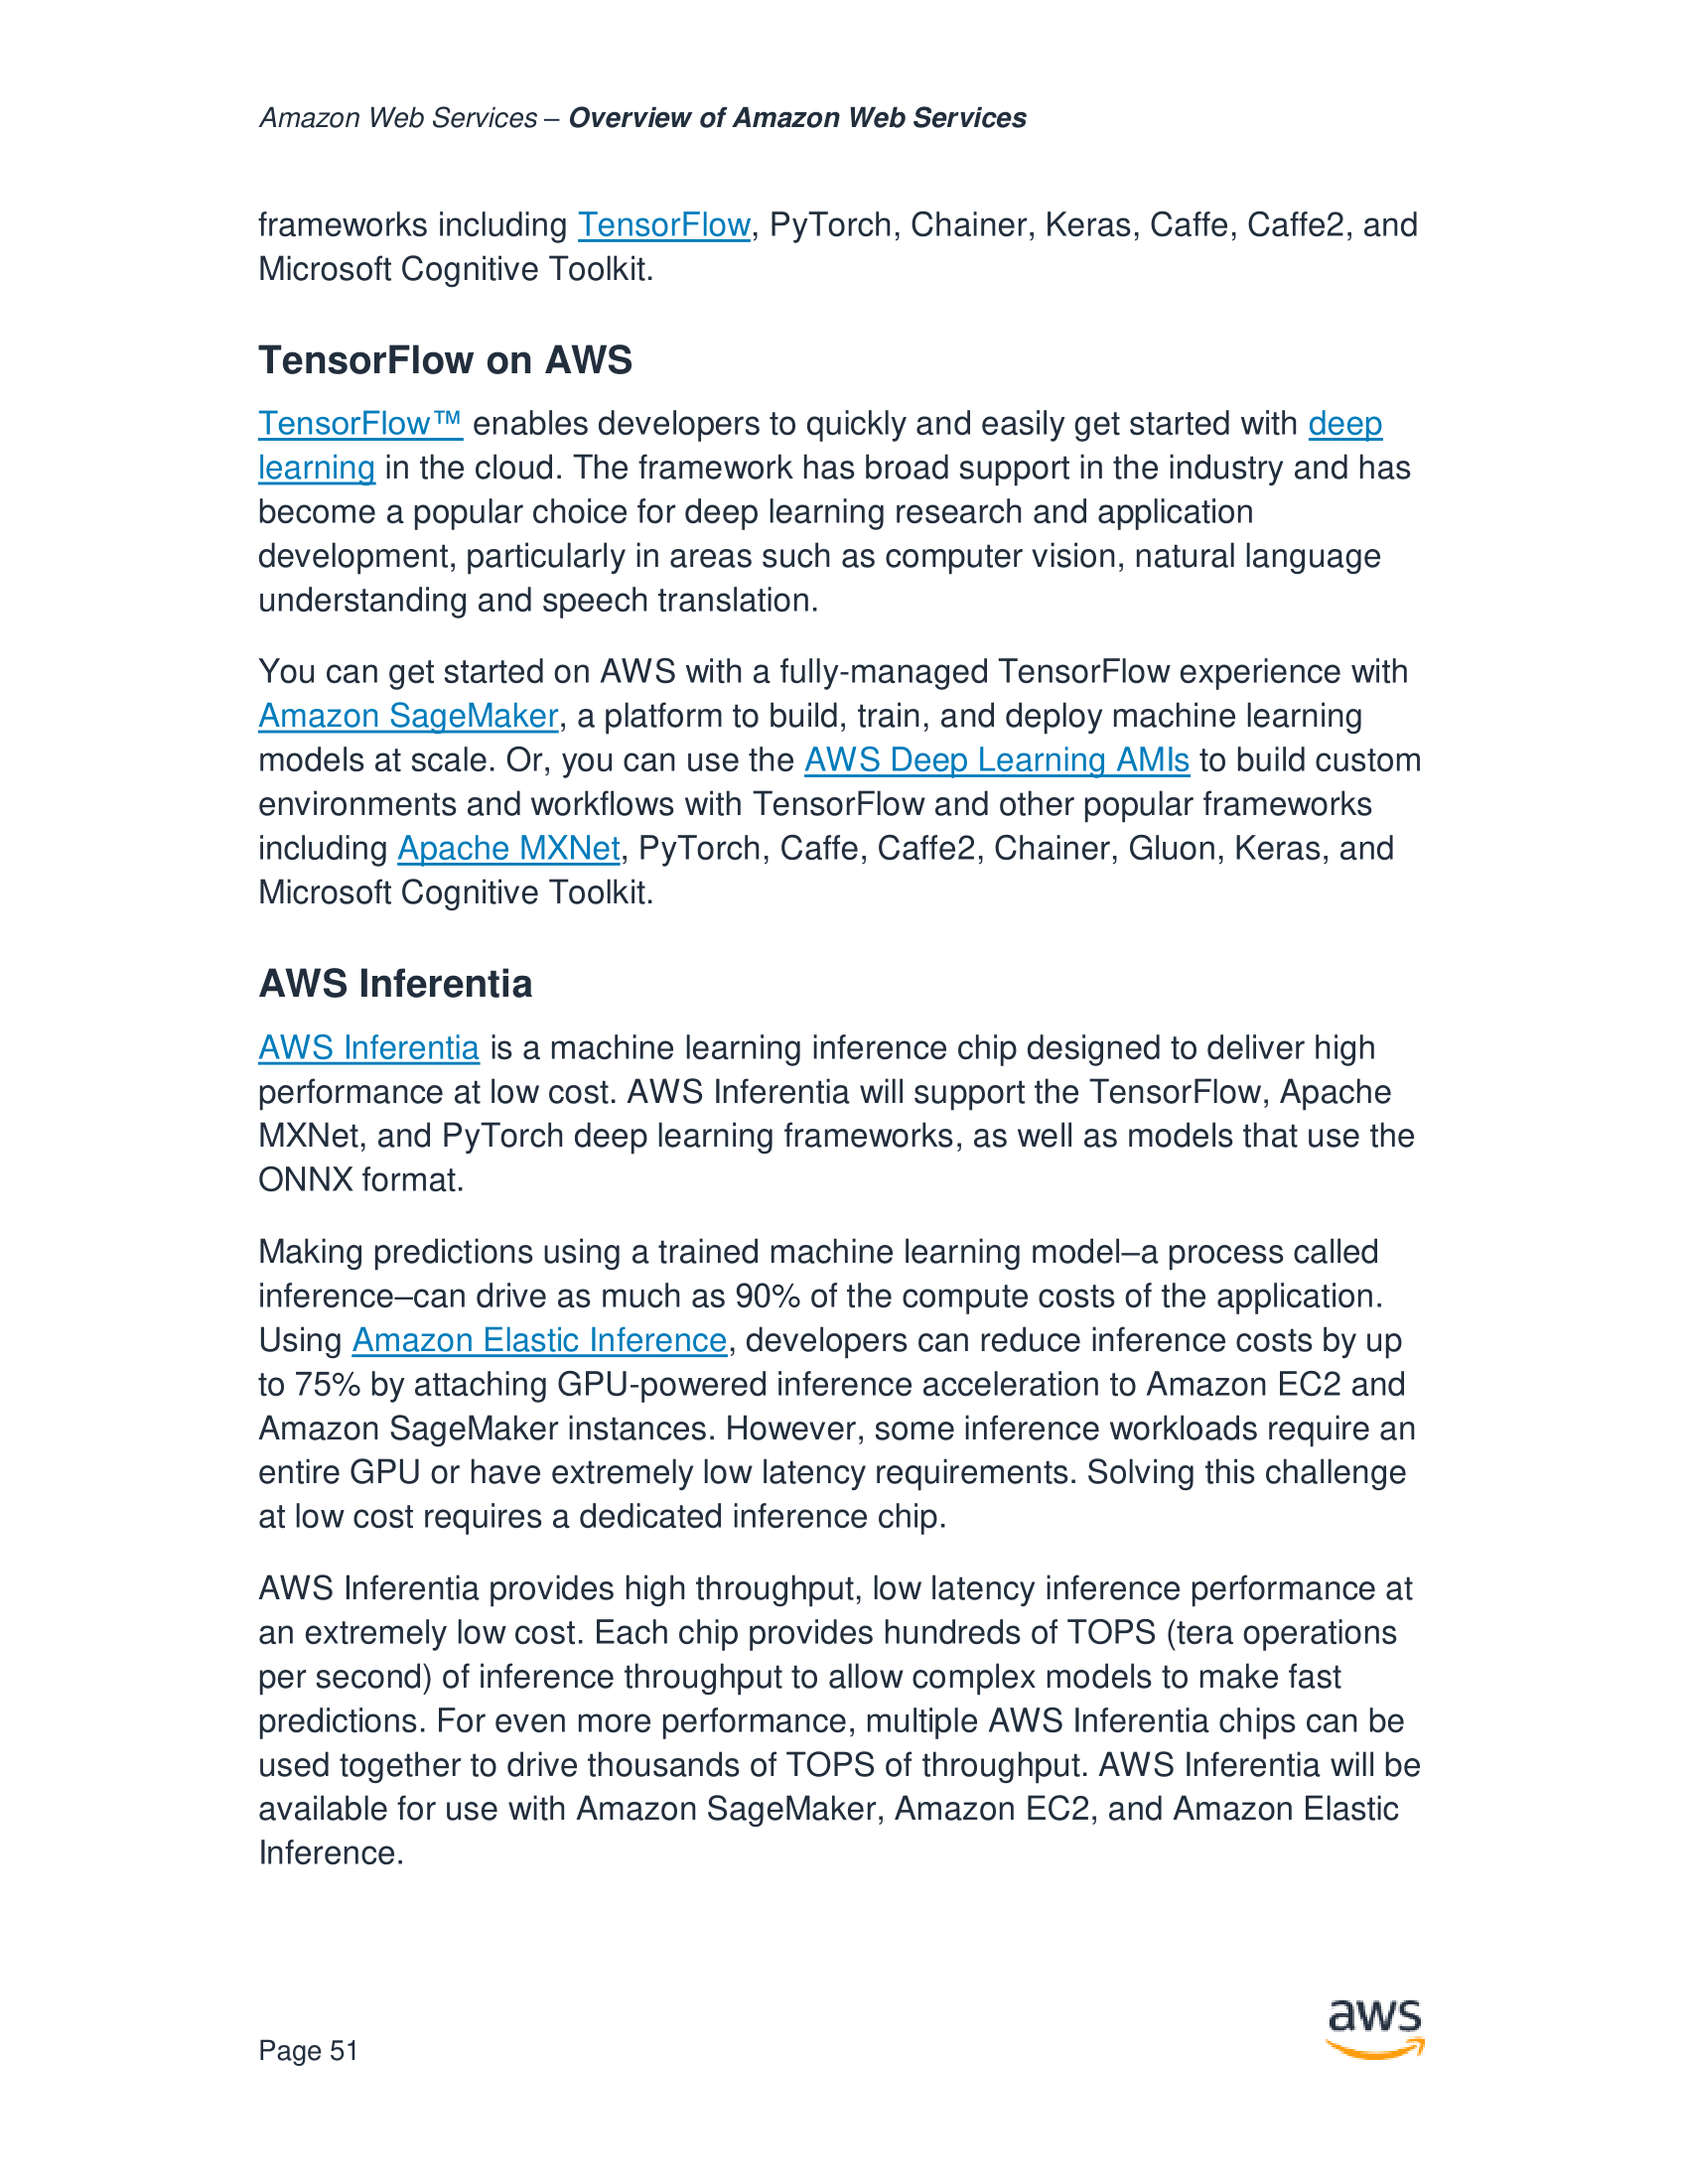 Amazon Web Services – Overview of Amazon Web Services
frameworks including TensorFlow, PyTorch, Chainer, Keras, Caffe, Caffe2, and
Microsoft Cognitive Toolkit.
TensorFlow on AWS
TensorFlow™ enables developers to quickly and easily get started with deep
learning in the cloud. The framework has broad support in the industry and has
become a popular choice for deep learning research and application
development, particularly in areas such as computer vision, natural language
understanding and speech translation.
You can get started on AWS with a fully-managed TensorFlow experience with
Amazon SageMaker, a platform to build, train, and deploy machine learning
models at scale. Or, you can use the AWS Deep Learning AMIs to build custom
environments and workflows with TensorFlow and other popular frameworks
including Apache MXNet, PyTorch, Caffe, Caffe2, Chainer, Gluon, Keras, and
Microsoft Cognitive Toolkit.
AWS Inferentia
AWS Inferentia is a machine learning inference chip designed to deliver high
performance at low cost. AWS Inferentia will support the TensorFlow, Apache
MXNet, and PyTorch deep learning frameworks, as well as models that use the
ONNX format.
Making predictions using a trained machine learning model–a process called
inference–can drive as much as 90% of the compute costs of the application.
Using Amazon Elastic Inference, developers can reduce inference costs by up
to 75% by attaching GPU-powered inference acceleration to Amazon EC2 and
Amazon SageMaker instances. However, some inference workloads require an
entire GPU or have extremely low latency requirements. Solving this challenge
at low cost requires a dedicated inference chip.
AWS Inferentia provides high throughput, low latency inference performance at
an extremely low cost. Each chip provides hundreds of TOPS (tera operations
per second) of inference throughput to allow complex models to make fast
predictions. For even more performance, multiple AWS Inferentia chips can be
used together to drive thousands of TOPS of throughput. AWS Inferentia will be
available for use with Amazon SageMaker, Amazon EC2, and Amazon Elastic
Inference.
aws
Page 51